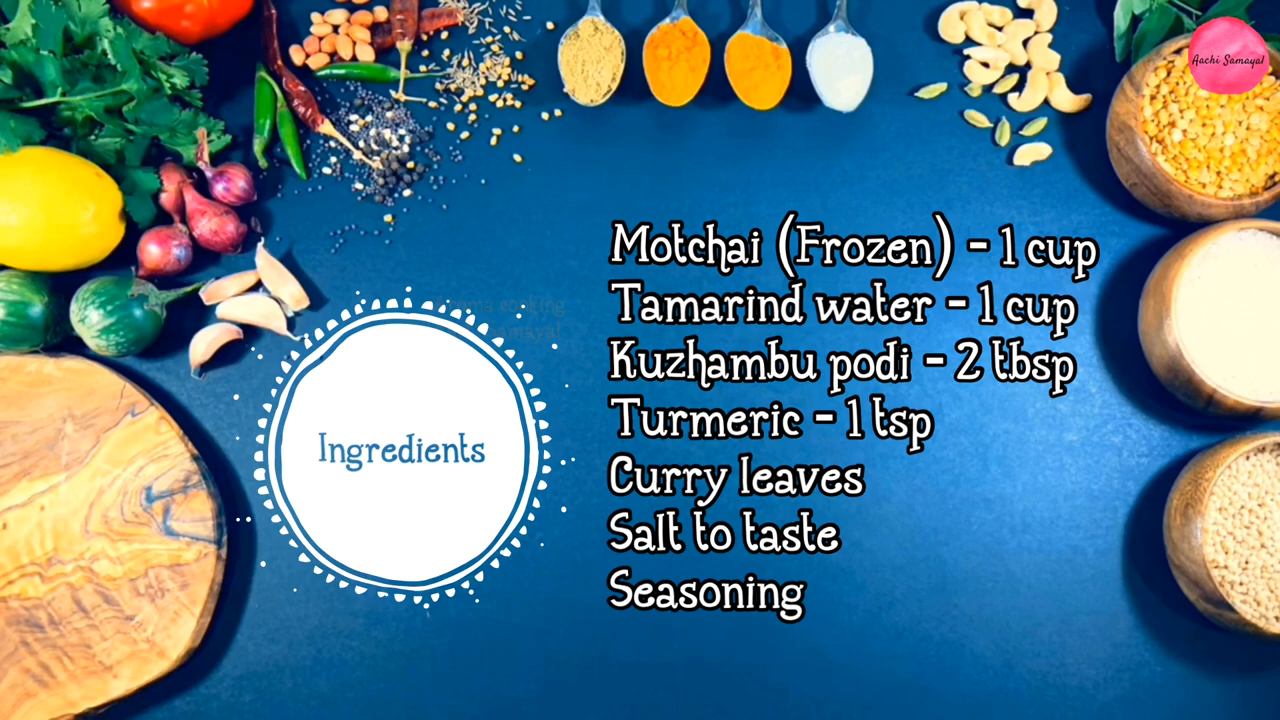 Aachi Samayal
Motchai (Frozen) - 1 cup
Tamarind water - 1 cup
Kuzhambu podi - 2 tbsp
Turmeric - 1 tsp
Curry leaves
Salt to taste
Seasoning
Ingredients